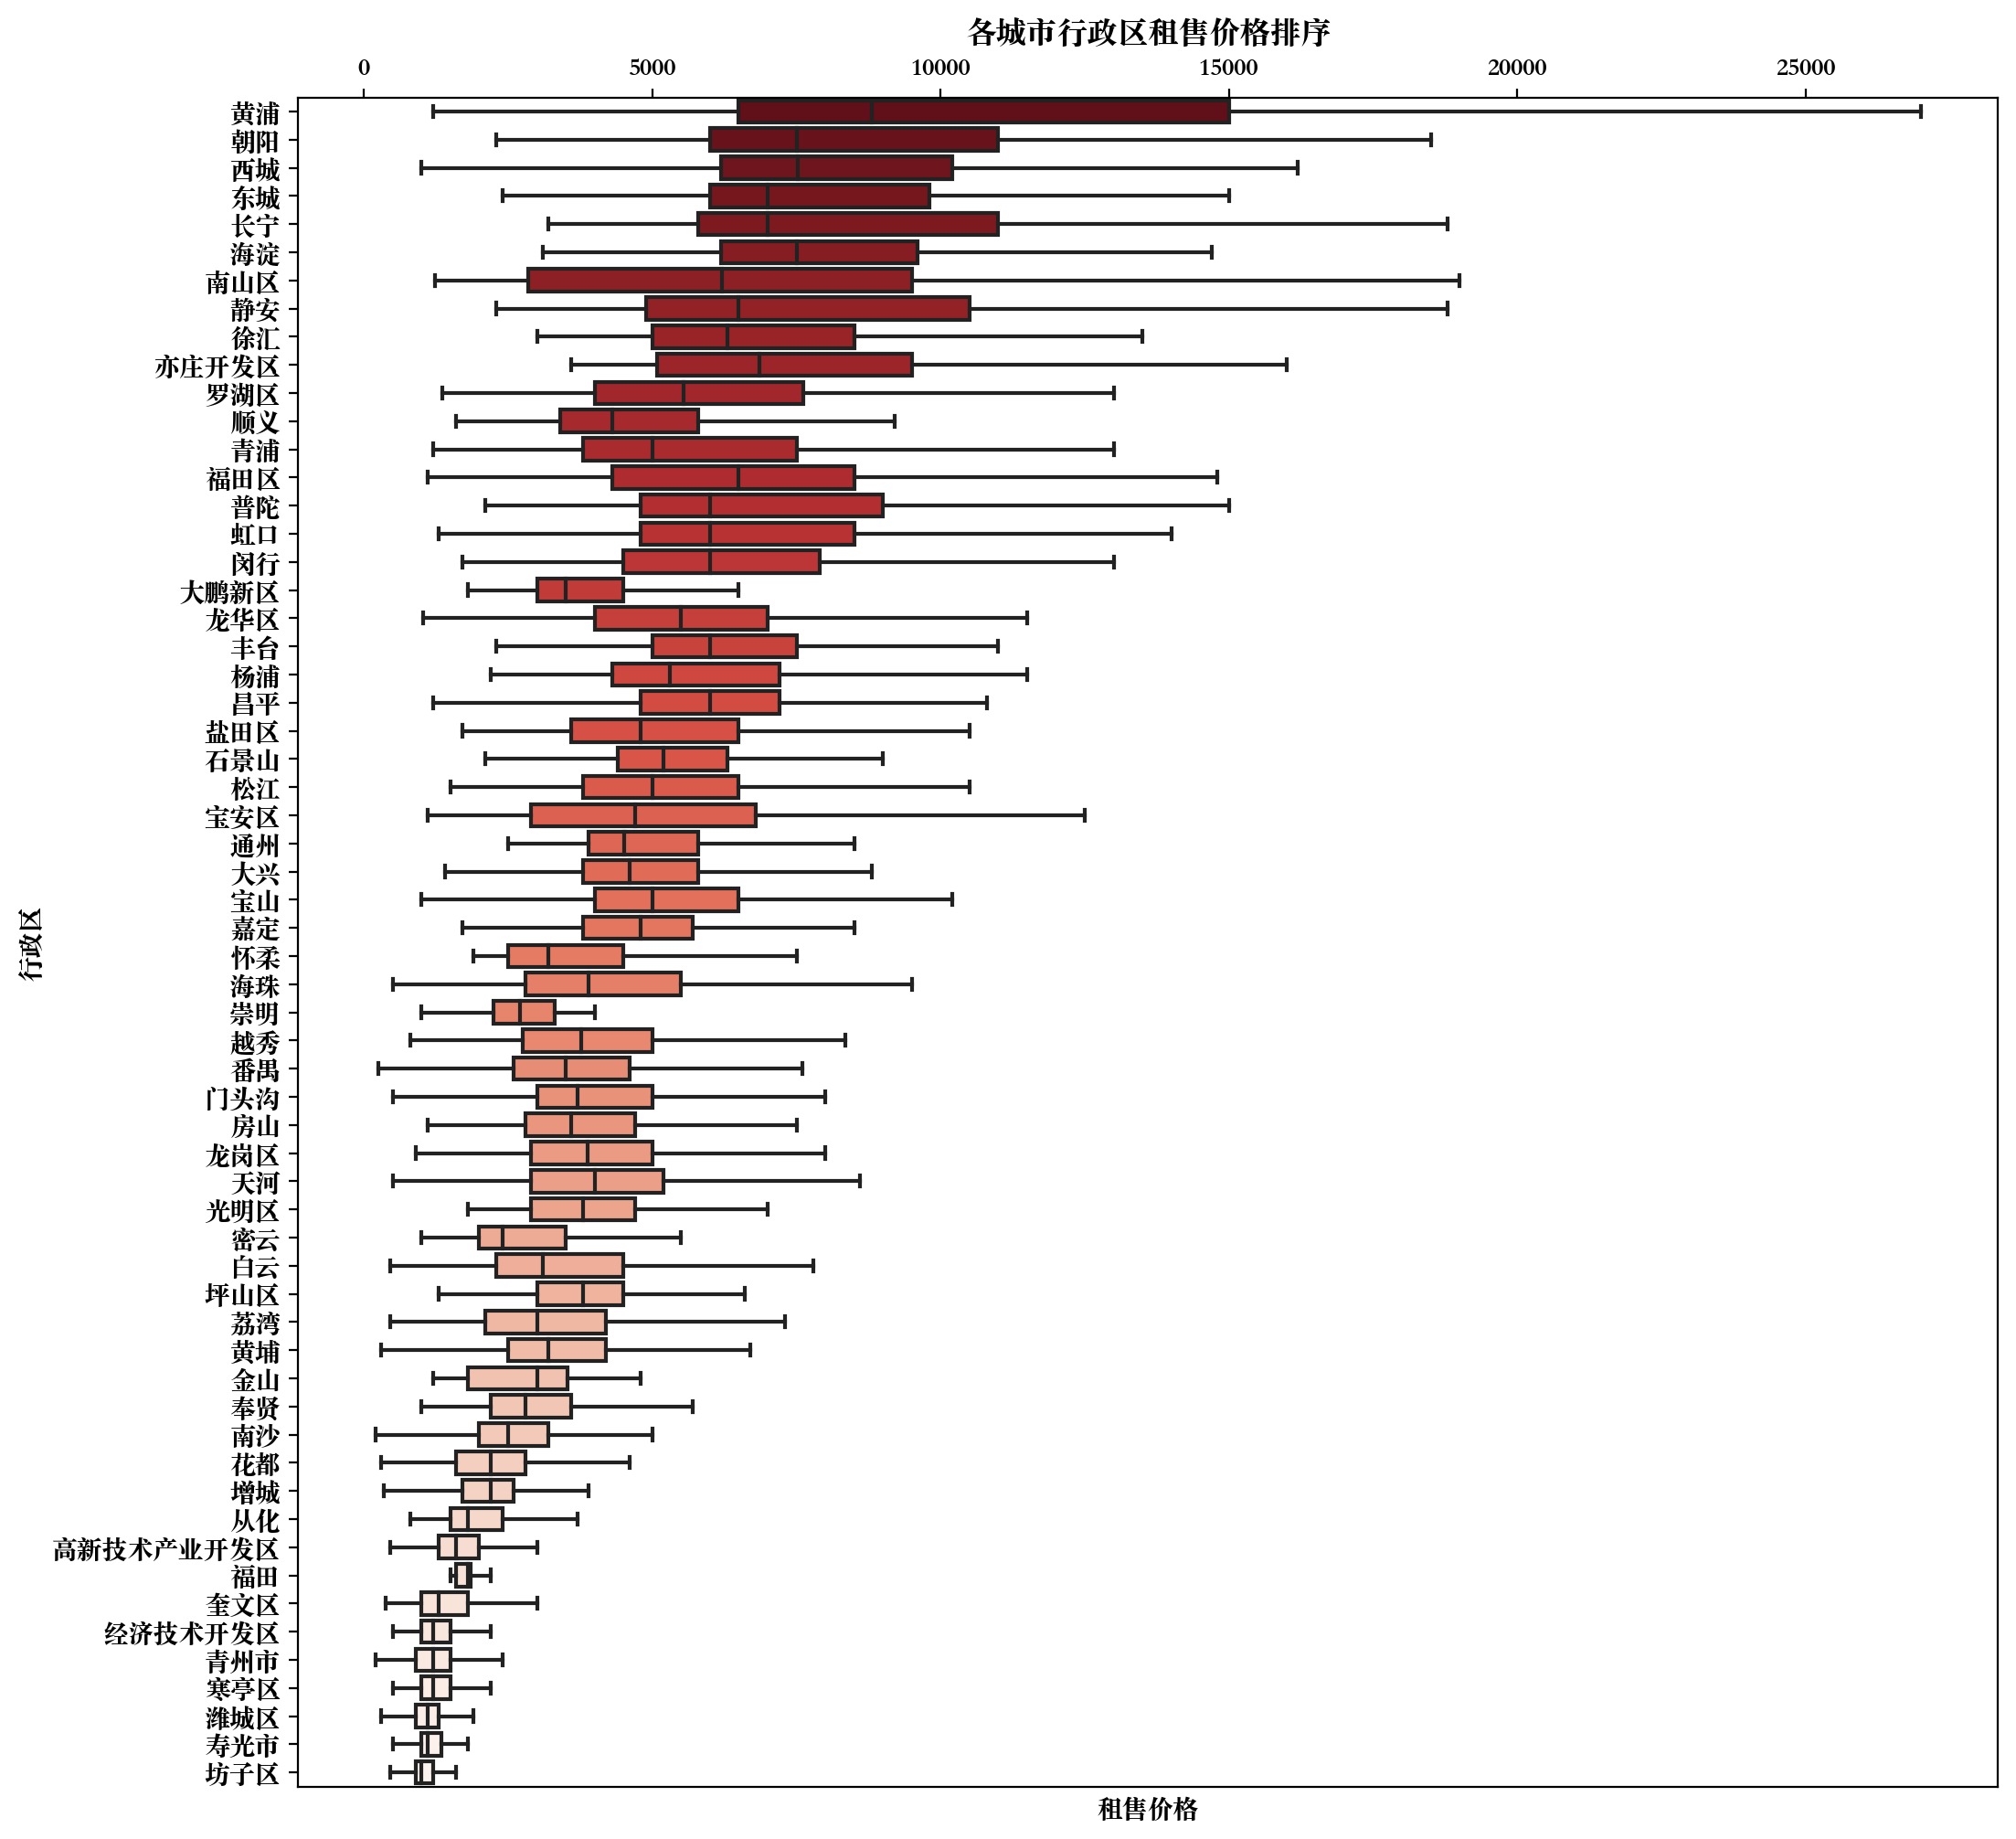 各城市行政区租售价格排序
0 5000 10000 15000 20000 25000
黄浦
朝阳
西城
东城
长宁
海淀
南山区
静安
徐汇
亦庄开发区
罗湖区
顺义
青浦
福田区
普陀
虹口
闵行
大鹏新区
龙华区
丰台
杨浦
昌平
盐田区
石景山
松江
宝安区
通州
大兴
宝山
嘉定
怀柔
海珠
崇明
越秀
番禺
门头沟
房山
龙岗区
天河
光明区
密云
白云
坪山区
荔湾
黄埔
金山
奉贤
南沙
花都
增城
从化
高新技术产业开发区
福田
奎文区
经济技术开发区
青州市
寒亭区
潍城区
寿光市
坊子区
行政区
租售价格